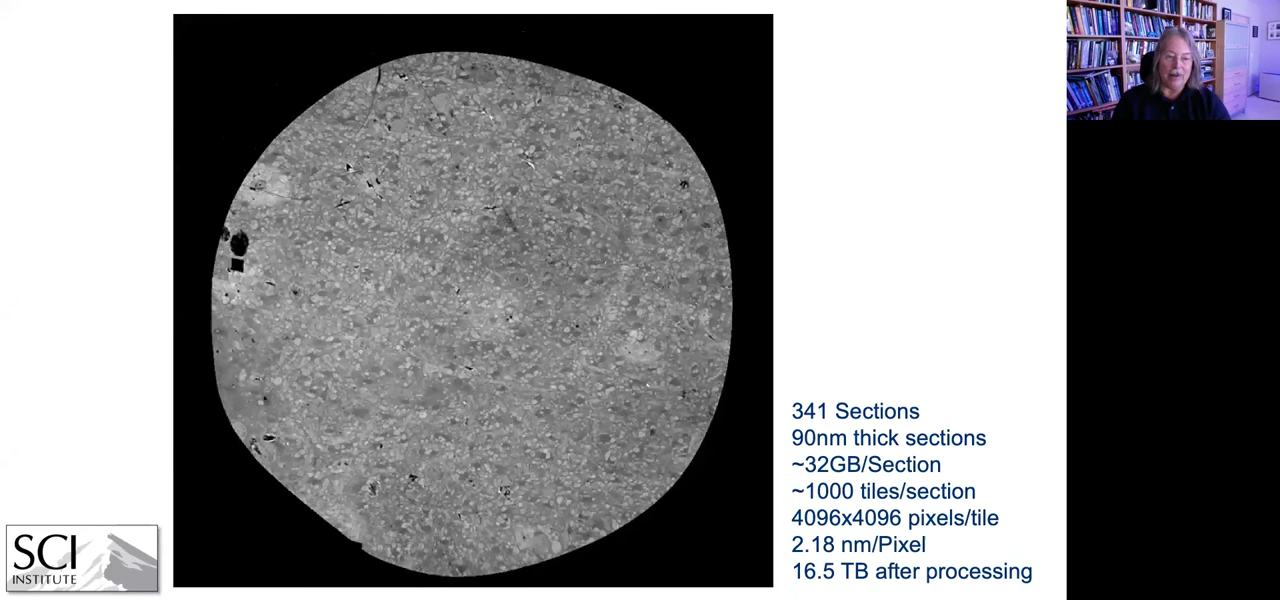 341 Sections
90nm thick sections
~32GB/Section
~1000 tiles/section
4096x4096 pixels/tile
2.18 nm/Pixel
16.5 TB after processing
SCI
INSTITUTE